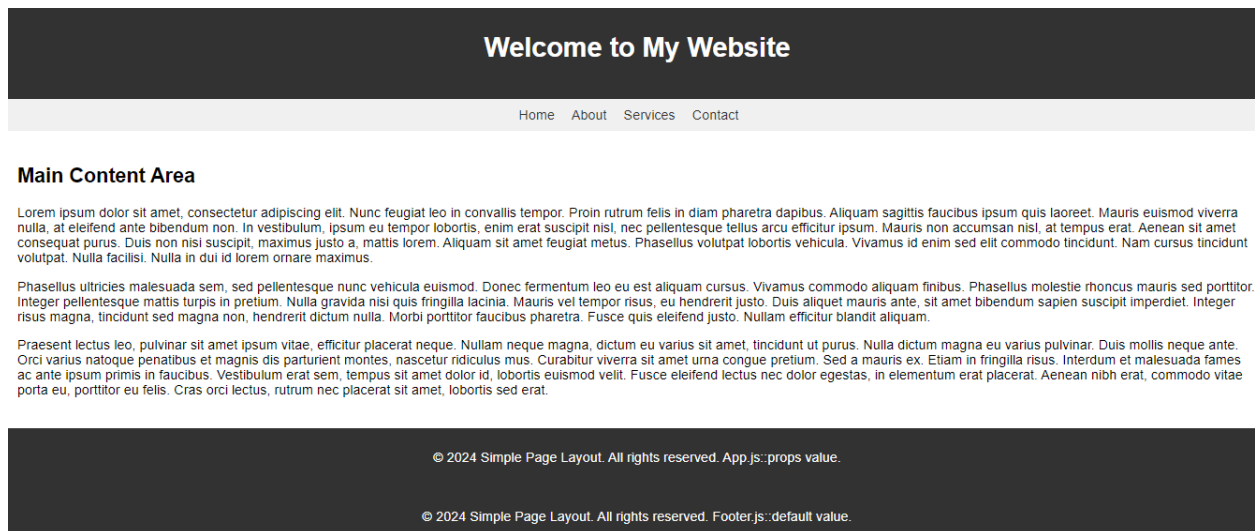 Welcome to My Website
Home About Services Contact
Main Content Area
Lorem ipsum dolor sit amet, consectetur adipiscing elit. Nunc feugiat leo in convallis tempor. Proin rutrum felis in diam pharetra dapibus. Aliquam sagittis faucibus ipsum quis laoreet. Mauris euismod viverra
nulla, at eleifend ante bibendum non. In vestibulum, ipsum eu tempor lobortis, enim erat suscipit nisl, nec pellentesque tellus arcu efficitur ipsum. Mauris non accumsan nisl, at tempus erat. Aenean sit amet
consequat purus. Duis non nisi suscipit, maximus justo a, mattis lorem. Aliquam sit amet feugiat metus. Phasellus volutpat lobortis vehicula. Vivamus id enim sed elit commodo tincidunt. Nam cursus tincidunt
volutpat. Nulla facilisi. Nulla in dui id lorem ornare maximus.
Phasellus ultricies malesuada sem, sed pellentesque nunc vehicula euismod. Donec fermentum leo eu est aliquam cursus. Vivamus commodo aliquam finibus. Phasellus molestie rhoncus mauris sed porttitor.
Integer pellentesque mattis turpis in pretium. Nulla gravida nisi quis fringilla lacinia. Mauris vel tempor risus, eu hendrerit justo. Duis aliquet mauris ante, sit amet bibendum sapien suscipit imperdiet. Integer
risus magna, tincidunt sed magna non, hendrerit dictum nulla. Morbi porttitor faucibus pharetra. Fusce quis eleifend justo. Nullam efficitur blandit aliquam.
Praesent lectus leo, pulvinar sit amet ipsum vitae, efficitur placerat neque. Nullam neque magna, dictum eu varius sit amet, tincidunt ut purus. Nulla dictum magna eu varius pulvinar. Duis mollis neque ante.
Orci varius natoque penatibus et magnis dis parturient montes, nascetur ridiculus mus. Curabitur viverra sit amet urna congue pretium. Sed a mauris ex. Etiam in fringilla risus. Interdum et malesuada fames
ac ante ipsum primis in faucibus. Vestibulum erat sem, tempus sit amet dolor id, lobortis euismod velit. Fusce eleifend lectus nec dolor egestas, in elementum erat placerat. Aenean nibh erat, commodo vitae
porta eu, porttitor eu felis. Cras orci lectus, rutrum nec placerat sit amet, lobortis sed erat.
© 2024 Simple Page Layout. All rights reserved. App.js::props value.
© 2024 Simple Page Layout. All rights reserved. Footer.js::default value.